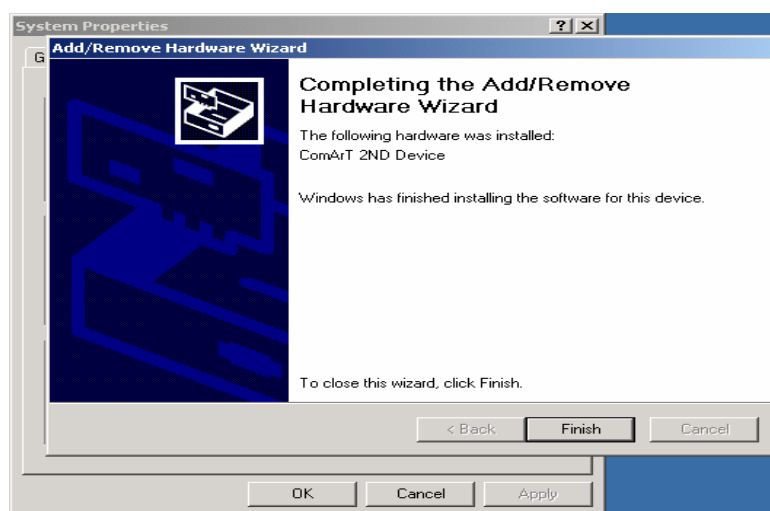 System Properties
G
Add/Remove Hardware Wizard
Completing the Add/Remove
Hardware Wizard
The following hardware was installed:
ComArT 2ND Device
Windows has finished installing the software for this device.
To close this wizard, click Finish.
< Back Finish Cancel
OK Cancel Apply